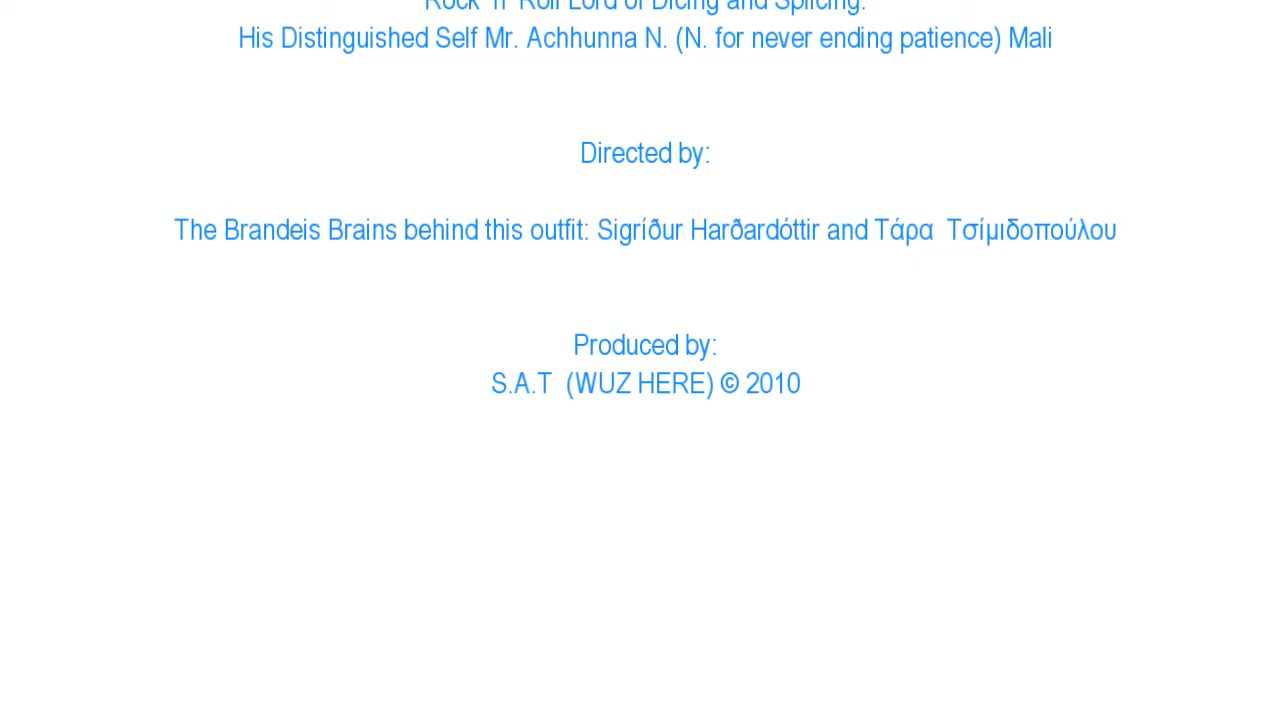 Rock 'n' Roll Lord of Dicing and Splicing:
His Distinguished Self Mr. Achhunna N. (N. for never ending patience) Mali
Directed by:
The Brandeis Brains behind this outfit: Sigríður Harðardóttir and Τάρα Τσίμιδοπούλου
Produced by:
S.A.T (WUZ HERE) © 2010